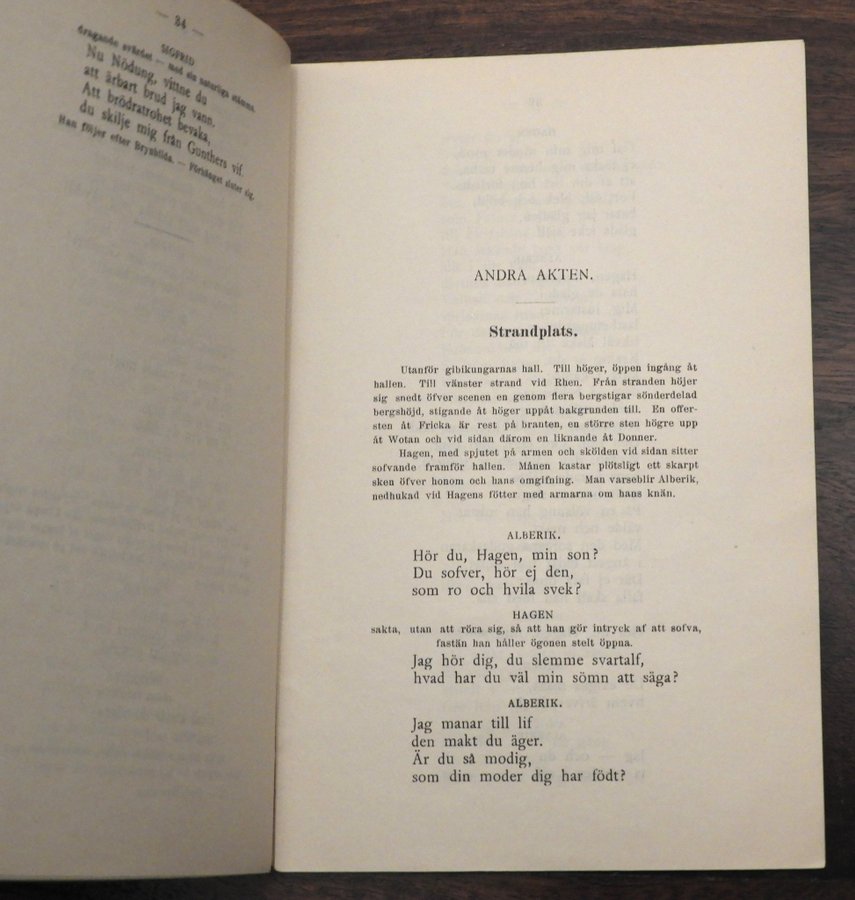 — 84 —
SIGFRID
dragande svärdet — med sin naturliga stämma.
Nu Nödung, vittne du
att ärbart brud jag vann.
Att brödratrohet bevaka,
du skilje mig från Gunthers vif.
Han följer efter Brynhilda. — Förhänget sluter sig.
ANDRA AKTEN.
Strandplats.
Utanför gibikungarnas hall. Till höger, öppen ingång åt
hallen. Till vänster strand vid Rhen. Från stranden höjer
sig snedt öfver scenen en genom flera bergstigar sönderdelad
bergshöjd, stigande åt höger uppåt bakgrunden till. En offer-
sten åt Fricka är rest på branten, en större sten högre upp
åt Wotan och vid sidan därom en liknande åt Donner.
Hagen, med spjutet på armen och skölden vid sidan sitter
sofvande framför hallen. Månen kastar plötsligt ett skarpt
sken öfver honom och hans omgifning. Man varseblir Alberik,
nedhukad vid Hagens fötter med armarna om hans knän.
ALBERIK.
Hör du, Hagen, min son?
Du sofver, hör ej den,
som ro och hvila svek?
HAGEN
sakta, utan att röra sig, så att han gör intryck af att sofva,
fastän han håller ögonen stelt öppna.
Jag hör dig, du slemme svartalf,
hvad har du väl min sömn att säga?
ALBERIK.
Jag manar till lif
den makt du äger.
Är du så modig,
som din moder dig har födt?